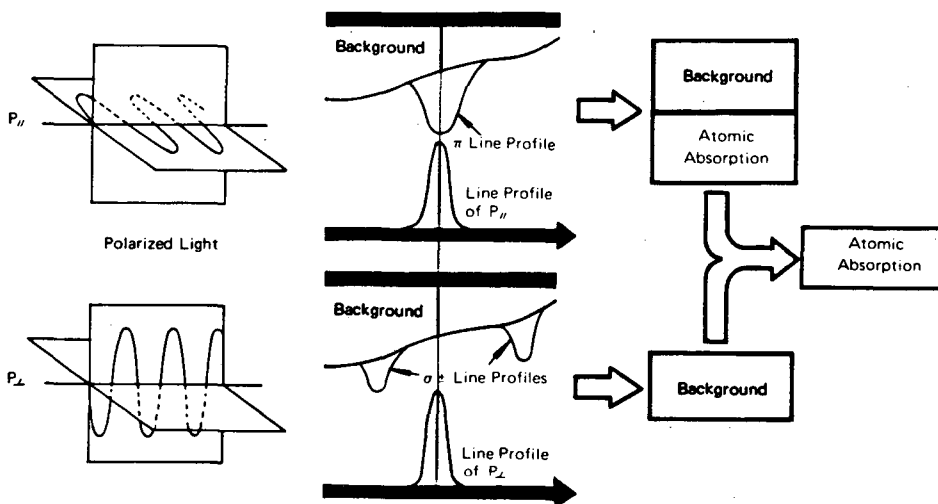 P//
Polarized Light
P⊥
Background
π Line Profile
Line Profile
of P//
Background
σ ± Line Profiles
Line Profile
of P⊥
Background
Atomic
Absorption
Atomic
Absorption
Background